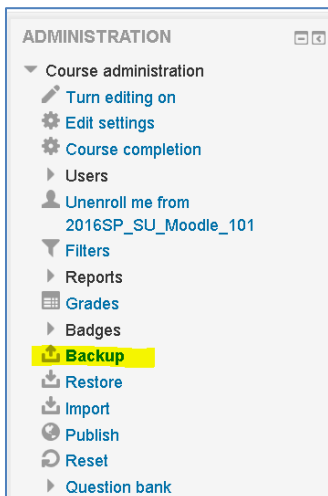 ADMINISTRATION
Course administration
Turn editing on
Edit settings
Course completion
Users
Unenroll me from
2016SP_SU_Moodle_101
Filters
Reports
Grades
Badges
Backup
Restore
Import
Publish
Reset
Question bank